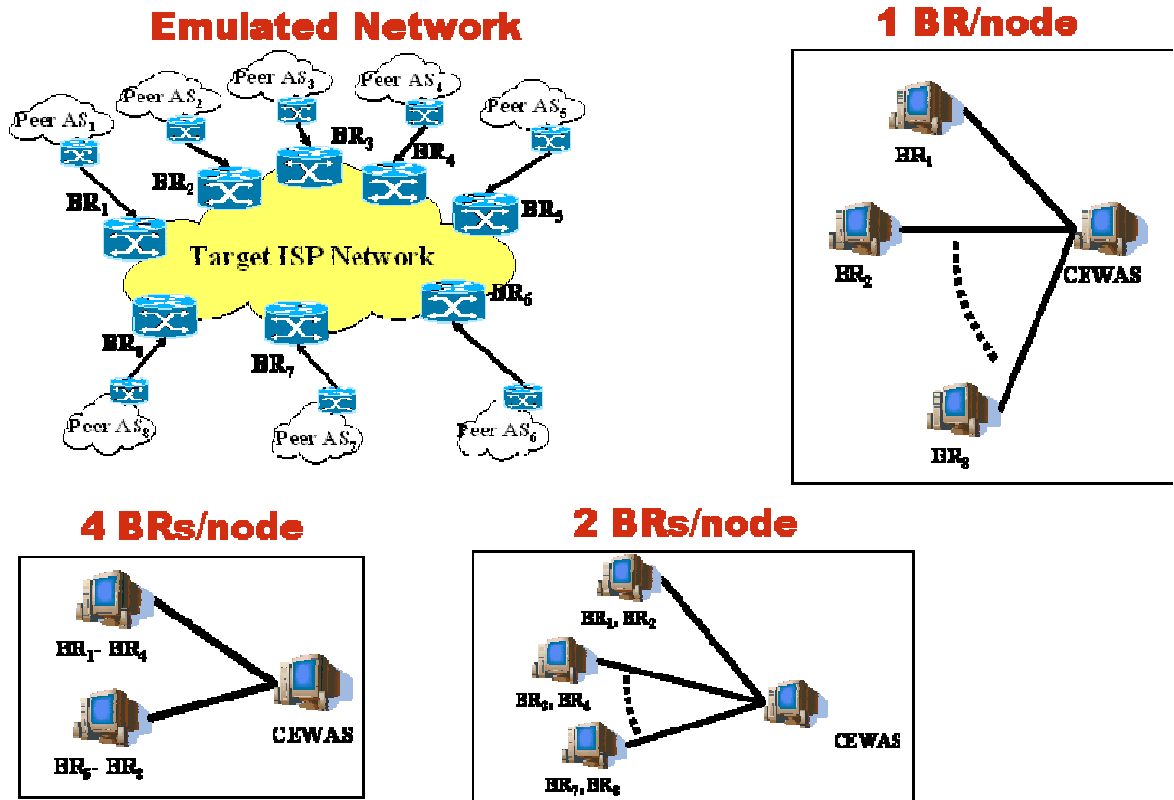 Emulated Network
1 BR/node
Peer AS₁
Peer AS₂
Peer AS₃
Peer AS₄
Peer AS₅
BR₁
BR₂
BR₃
BR₄
BR₅
Target ISP Network
BR₆
BR₇
BR₈
Peer AS₈
Peer AS₇
Peer AS₆
BR₁
BR₂
CEWAS
BR₈
4 BRs/node
2 BRs/node
BR₁- BR₄
BR₅- BR₈
CEWAS
BR₁, BR₂
BR₃, BR₄
BR₇, BR₈
CEWAS